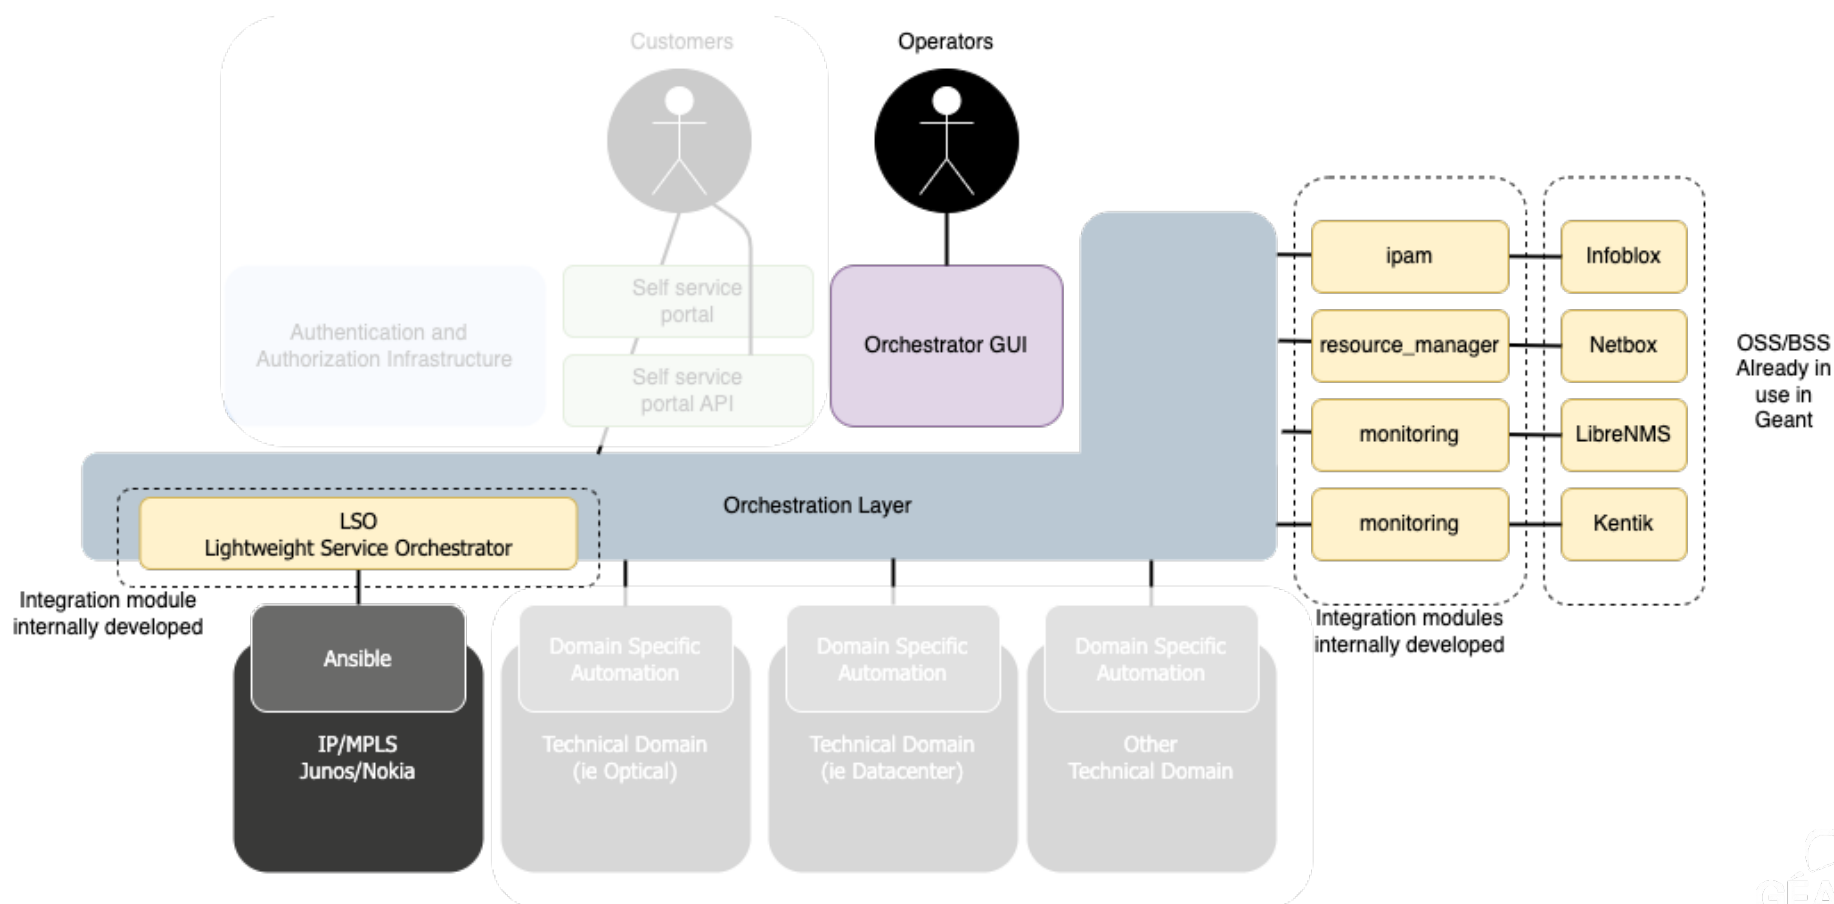 Customers
Operators
Authentication and
Authorization Infrastructure
Self service
portal
Self service
portal API
Orchestrator GUI
ipam
Infoblox
resource_manager
Netbox
monitoring
LibreNMS
monitoring
Kentik
OSS/BSS
Already in
use in
Geant
Orchestration Layer
LSO
Lightweight Service Orchestrator
Integration module
internally developed
Integration modules
internally developed
Ansible
IP/MPLS
Junos/Nokia
Domain Specific
Automation
Technical Domain
(ie Optical)
Domain Specific
Automation
Technical Domain
(ie Datacenter)
Domain Specific
Automation
Other
Technical Domain